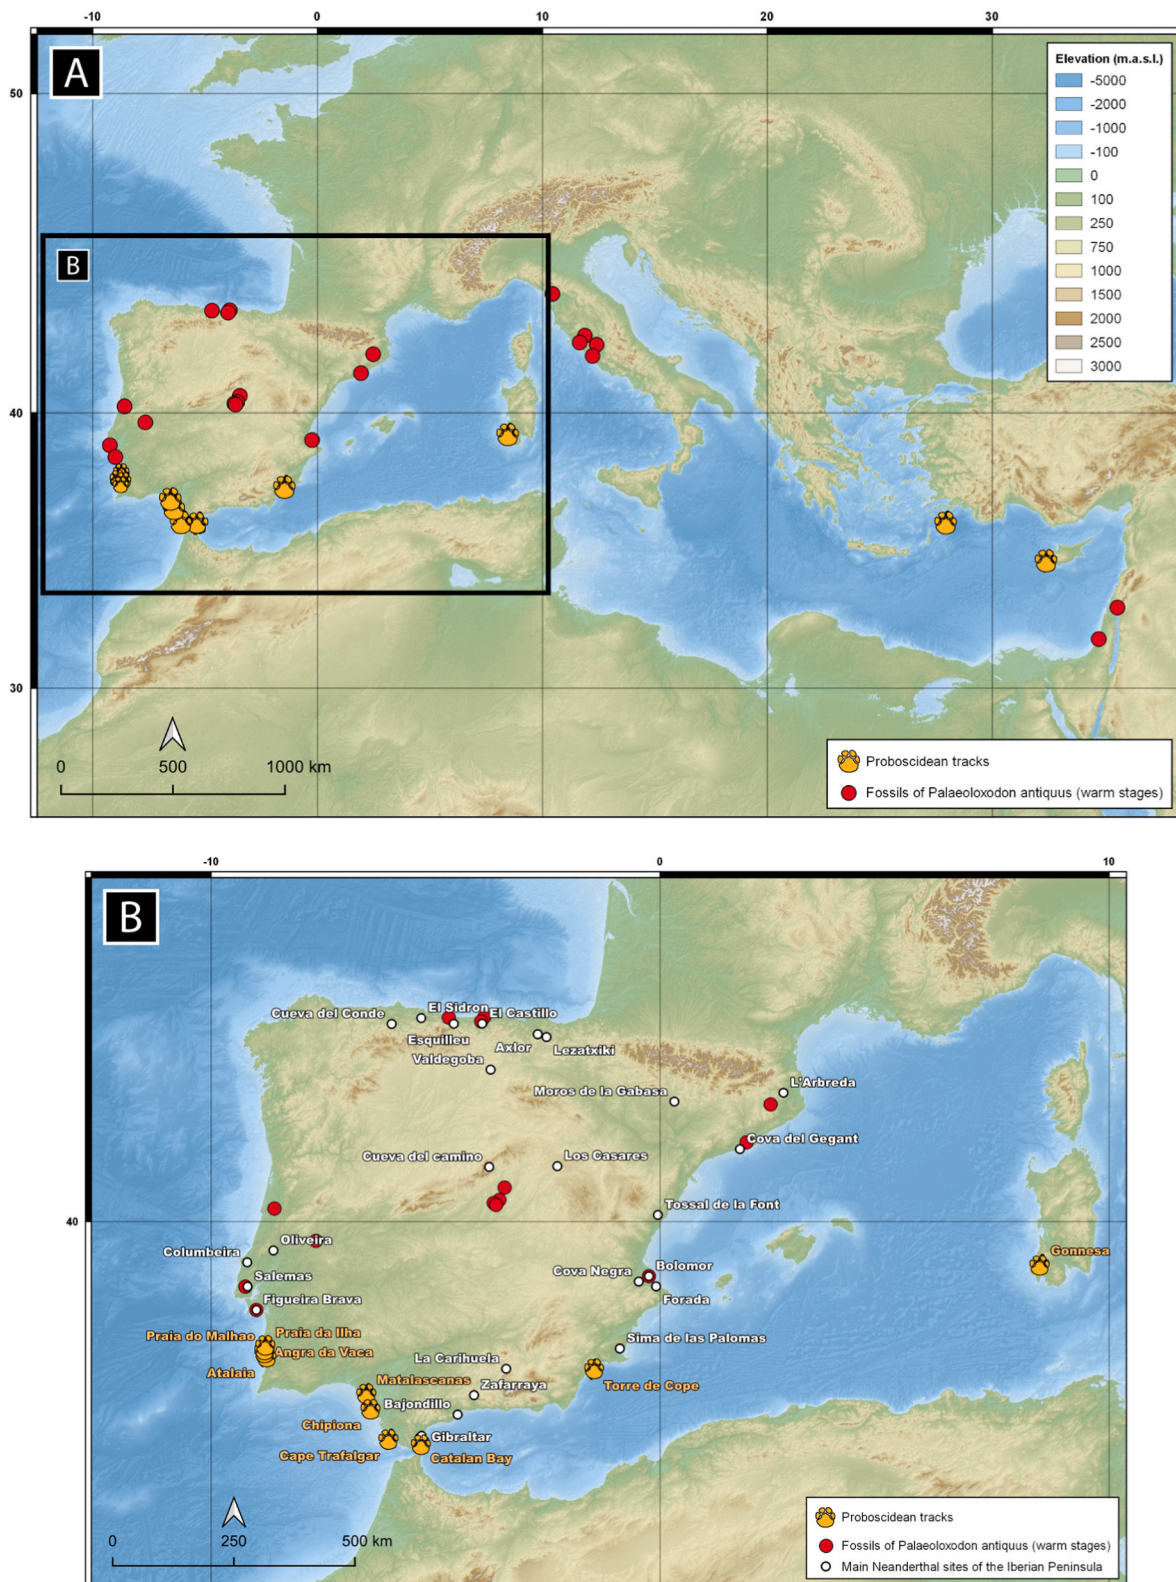 -10 0 10 20 30
A
Elevation (m.a.s.l.)
-5000
-2000
-1000
-100
0
100
250
750
1000
1500
2000
2500
3000
50
B
40
30
0 500 1000 km
Proboscidean tracks
Fossils of Palaeoloxodon antiquus (warm stages)
-10 0 10
B
Cueva del Conde
El Sidron
El Castillo
Esquilleu
Axlor
Lezatxiki
Valdegoba
Moros de la Gabasa
L'Arbreda
Cova del Gegant
Cueva del camino
Los Casares
Tossal de la Font
40
Oliveira
Columbeira
Salemas
Figueira Brava
Cova Negra
Bolomor
Forada
Gonnesa
Praia do Malhao
Praia da Ilha
Angra da Vaca
Atalaia
Sima de las Palomas
La Carihuela
Matalascanas
Zafarraya
Torre de Cope
Bajondillo
Chipiona
Gibraltar
Cape Trafalgar
Catalan Bay
0 250 500 km
Proboscidean tracks
Fossils of Palaeoloxodon antiquus (warm stages)
Main Neanderthal sites of the Iberian Peninsula